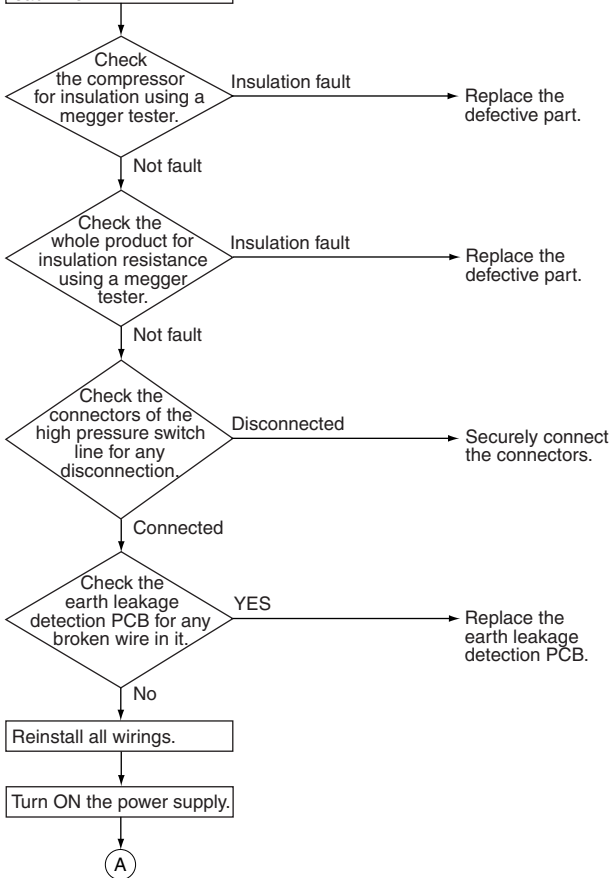 Check
the compressor
for insulation using a
megger tester.
Insulation fault
Replace the
defective part.
Not fault
Check the
whole product for
insulation resistance
using a megger
tester.
Insulation fault
Replace the
defective part.
Not fault
Check the
connectors of the
high pressure switch
line for any
disconnection.
Disconnected
Securely connect
the connectors.
Connected
Check the
earth leakage
detection PCB for any
broken wire in it.
YES
Replace the
earth leakage
detection PCB.
No
Reinstall all wirings.
Turn ON the power supply.
A